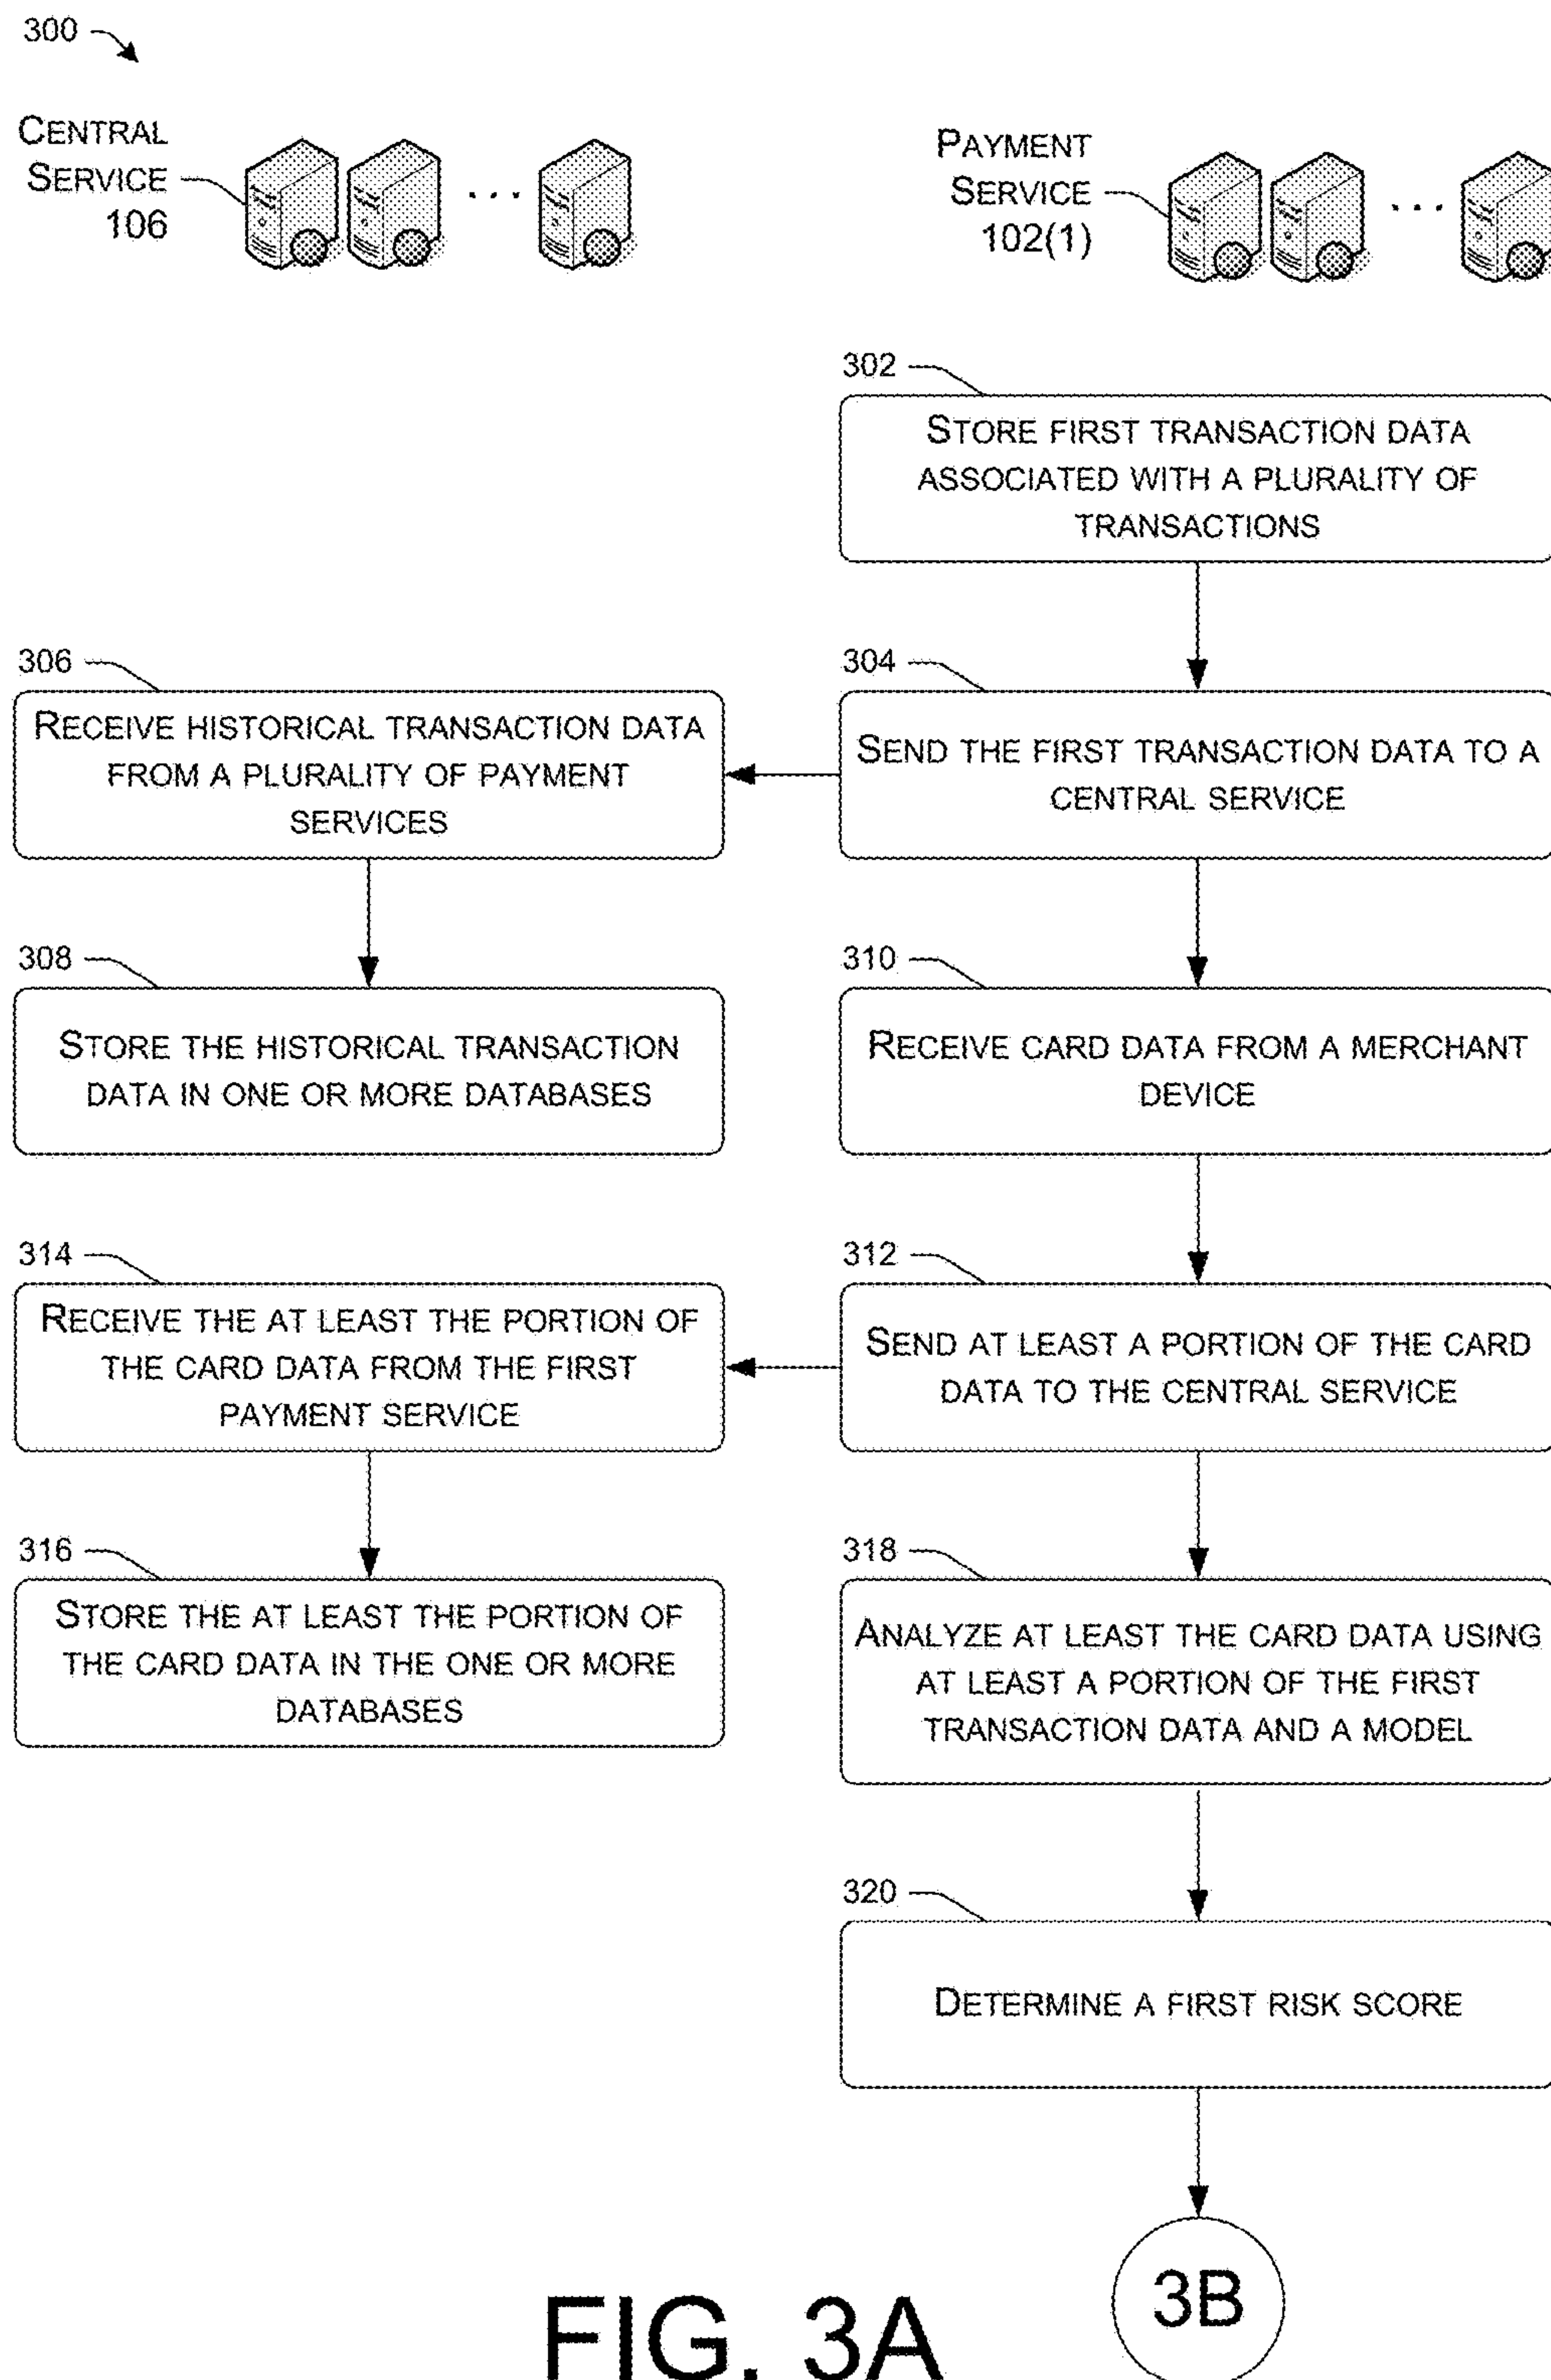 300
CENTRAL
SERVICE
106
PAYMENT
SERVICE
102(1)
302
STORE FIRST TRANSACTION DATA
ASSOCIATED WITH A PLURALITY OF
TRANSACTIONS
306
RECEIVE HISTORICAL TRANSACTION DATA
FROM A PLURALITY OF PAYMENT
SERVICES
304
SEND THE FIRST TRANSACTION DATA TO A
CENTRAL SERVICE
308
STORE THE HISTORICAL TRANSACTION
DATA IN ONE OR MORE DATABASES
310
RECEIVE CARD DATA FROM A MERCHANT
DEVICE
314
RECEIVE THE AT LEAST THE PORTION OF
THE CARD DATA FROM THE FIRST
PAYMENT SERVICE
312
SEND AT LEAST A PORTION OF THE CARD
DATA TO THE CENTRAL SERVICE
316
STORE THE AT LEAST THE PORTION OF
THE CARD DATA IN THE ONE OR MORE
DATABASES
318
ANALYZE AT LEAST THE CARD DATA USING
AT LEAST A PORTION OF THE FIRST
TRANSACTION DATA AND A MODEL
320
DETERMINE A FIRST RISK SCORE
3B
FIG. 3A